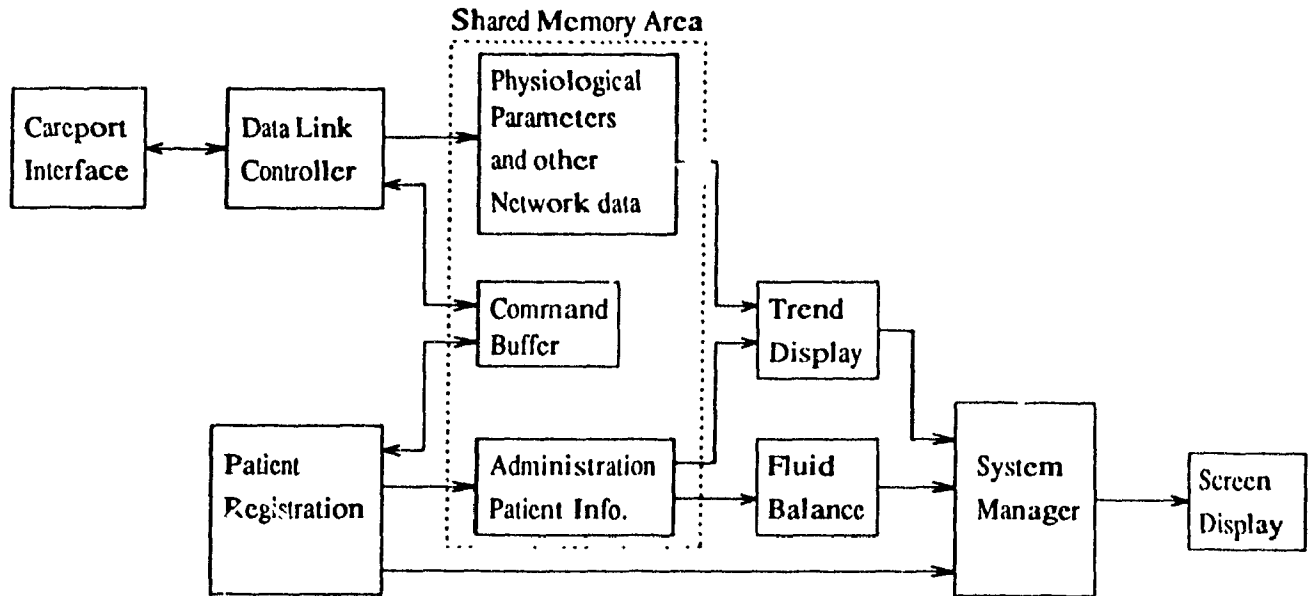 Shared Memory Area
Physiological
Parameters
and other
Network data
Careport
Interface
Data Link
Controller
Command
Buffer
Trend
Display
Patient
Registration
Administration
Patient Info.
Fluid
Balance
System
Manager
Screen
Display